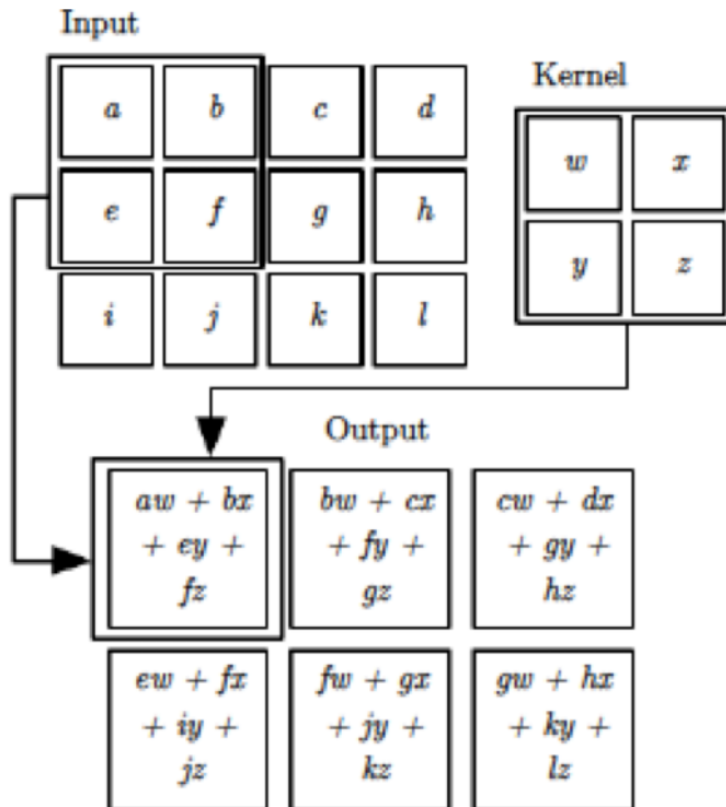 Input
a b c d
e f g h
i j k l
Kernel
w x
y z
Output
aw + bx + ey + fz
bw + cx + fy + gz
cw + dx + gy + hz
ew + fx + iy + jz
fw + gx + jy + kz
gw + hx + ky + lz